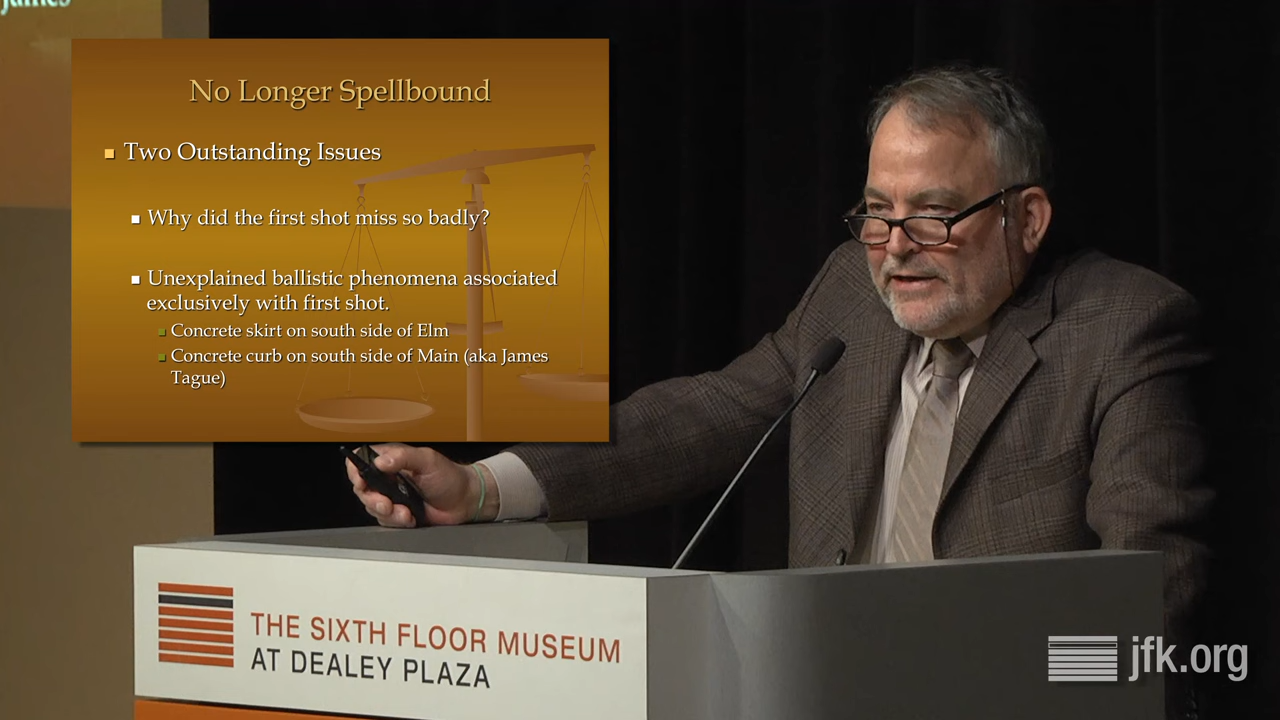 James
No Longer Spellbound
Two Outstanding Issues
Why did the first shot miss so badly?
Unexplained ballistic phenomena associated
exclusively with first shot.
Concrete skirt on south side of Elm
Concrete curb on south side of Main (aka James
Tague)
THE SIXTH FLOOR MUSEUM
AT DEALEY PLAZA
jfk.org